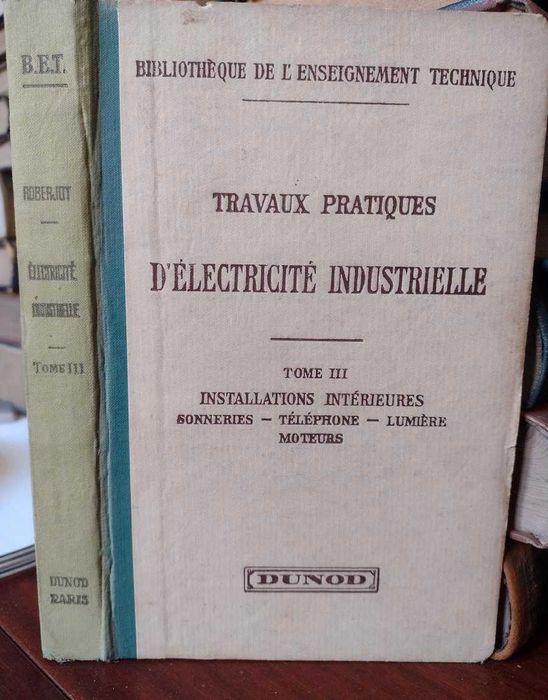 B.E.T.
ROBERJOT
ÉLECTRICITÉ
INDUSTRIELLE
TOME III
DUNOD
PARIS
BIBLIOTHÈQUE DE L'ENSEIGNEMENT TECHNIQUE
TRAVAUX PRATIQUES
D'ÉLECTRICITÉ INDUSTRIELLE
TOME III
INSTALLATIONS INTÉRIEURES
SONNERIES — TÉLÉPHONE — LUMIÈRE
MOTEURS
DUNOD